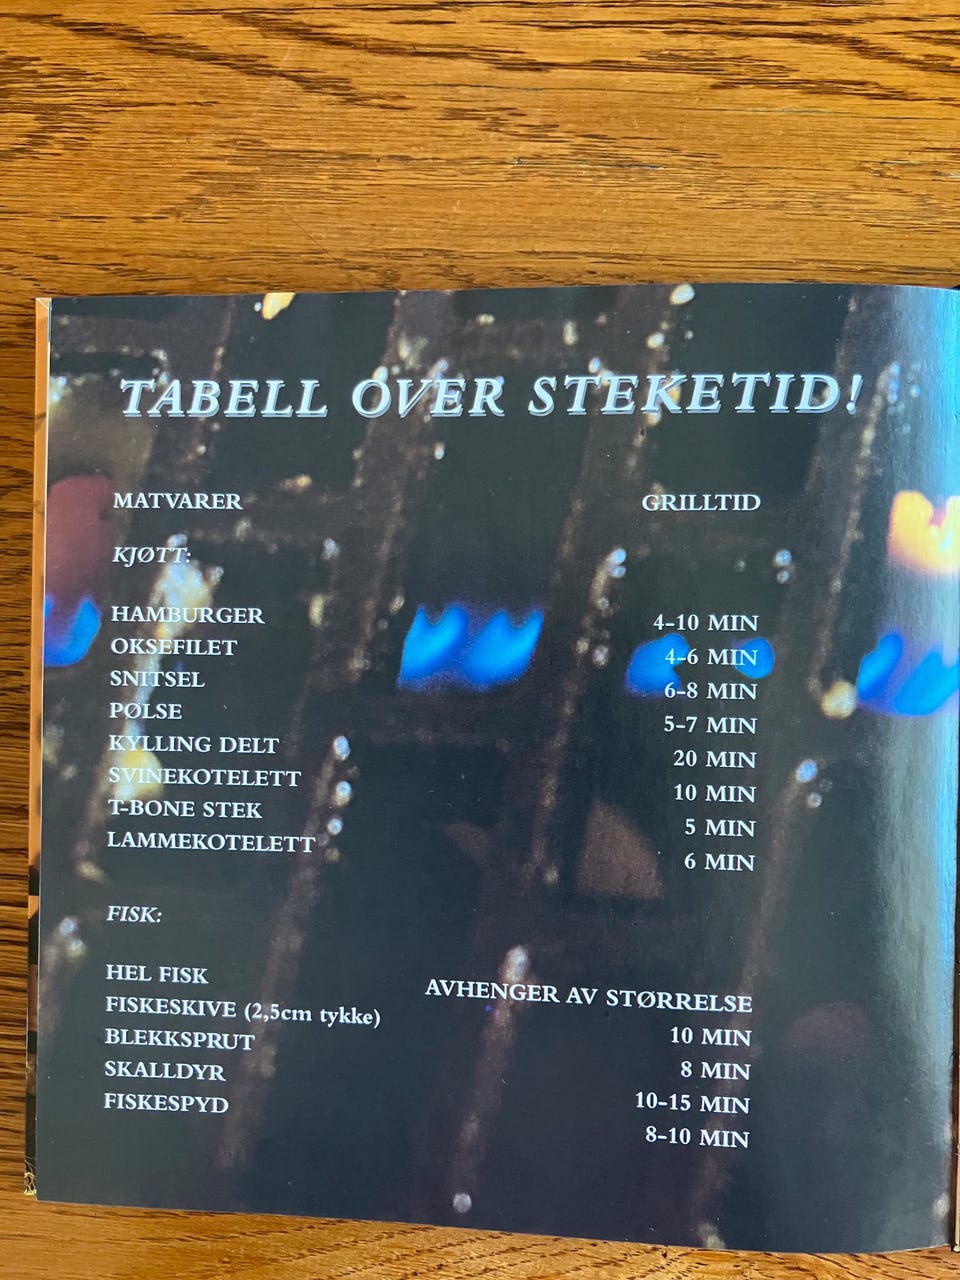 TABELL OVER STEKETID!
MATVARER GRILLTID
KJØTT:
HAMBURGER 4-10 MIN
OKSEFILET 4-6 MIN
SNITSEL 6-8 MIN
PØLSE 5-7 MIN
KYLLING DELT 20 MIN
SVINEKOTELETT 10 MIN
T-BONE STEK 5 MIN
LAMMEKOTELETT 6 MIN
FISK:
HEL FISK AVHENGER AV STØRRELSE
FISKESKIVE (2,5cm tykke) 10 MIN
BLEKKSPRUT 8 MIN
SKALLDYR 10-15 MIN
FISKESPYD 8-10 MIN